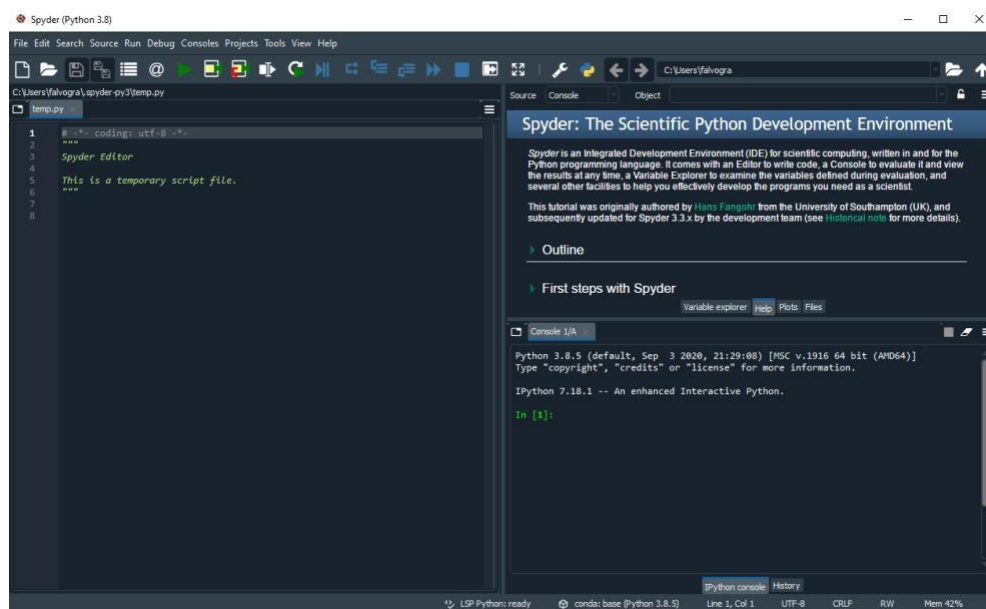 Spyder (Python 3.8)
File Edit Search Source Run Debug Consoles Projects Tools View Help
C:\Users\falvogra
C:\Users\falvogra\.spyder-py3\temp.py
temp.py
1 # -*- coding: utf-8 -*-
2 """
3 Spyder Editor
4
5 This is a temporary script file.
6 """
7
8
Source Console Object
Spyder: The Scientific Python Development Environment
Spyder is an Integrated Development Environment (IDE) for scientific computing, written in and for the
Python programming language. It comes with an Editor to write code, a Console to evaluate it and view
the results at any time, a Variable Explorer to examine the variables defined during evaluation, and
several other facilities to help you effectively develop the programs you need as a scientist.
This tutorial was originally authored by Hans Fangohr from the University of Southampton (UK), and
subsequently updated for Spyder 3.3.x by the development team (see Historical note for more details).
Outline
First steps with Spyder
Variable explorer Help Plots Files
Console 1/A
Python 3.8.5 (default, Sep 3 2020, 21:29:08) [MSC v.1916 64 bit (AMD64)]
Type "copyright", "credits" or "license" for more information.
IPython 7.18.1 -- An enhanced Interactive Python.
In [1]:
IPython console History
LSP Python: ready conda: base (Python 3.8.5) Line 1, Col 1 UTF-8 CRLF RW Mem 42%